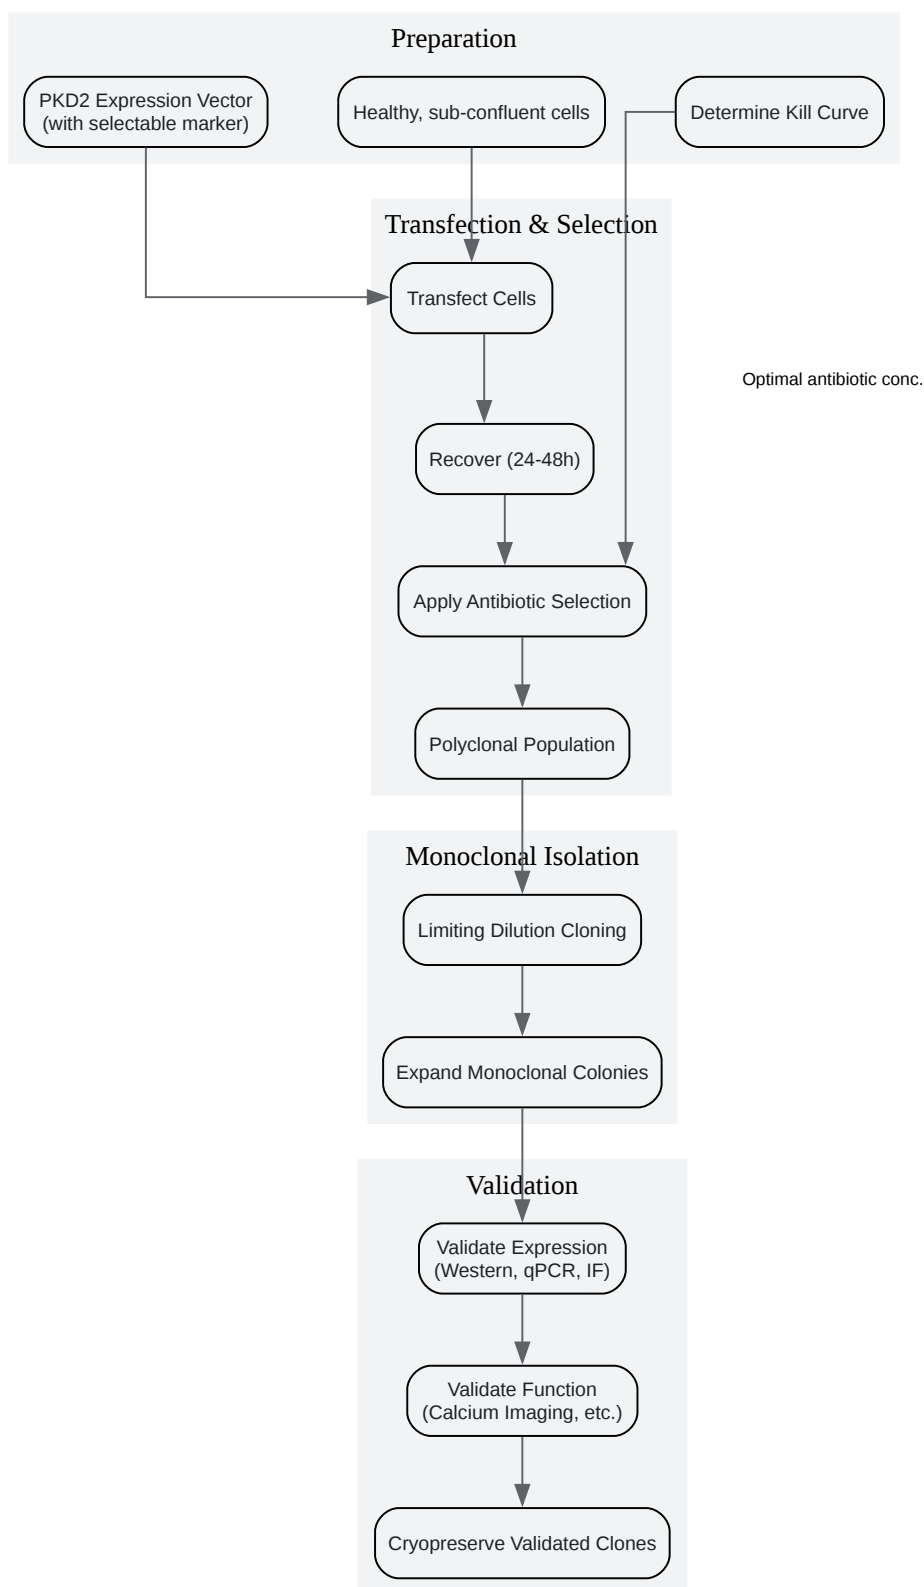 Preparation
PKD2 Expression Vector
(with selectable marker)
Healthy, sub-confluent cells
Determine Kill Curve
Transfection & Selection
Transfect Cells
Optimal antibiotic conc.
Recover (24-48h)
Apply Antibiotic Selection
Polyclonal Population
Monoclonal Isolation
Limiting Dilution Cloning
Expand Monoclonal Colonies
Validation
Validate Expression
(Western, qPCR, IF)
Validate Function
(Calcium Imaging, etc.)
Cryopreserve Validated Clones